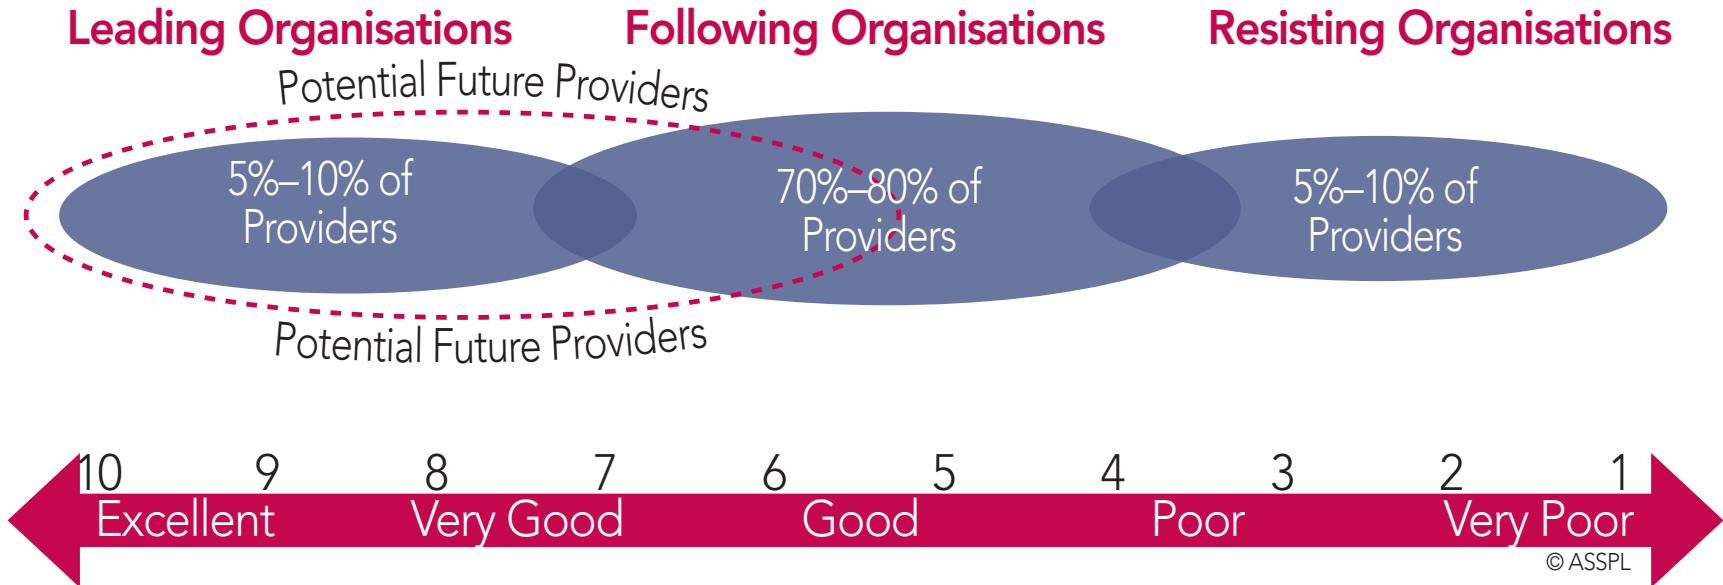 Leading Organisations
Following Organisations
Resisting Organisations
Potential Future Providers
5%–10% of
Providers
70%–80% of
Providers
5%–10% of
Providers
Potential Future Providers
10 9 8 7 6 5 4 3 2 1
Excellent Very Good Good Poor Very Poor
© ASSPL